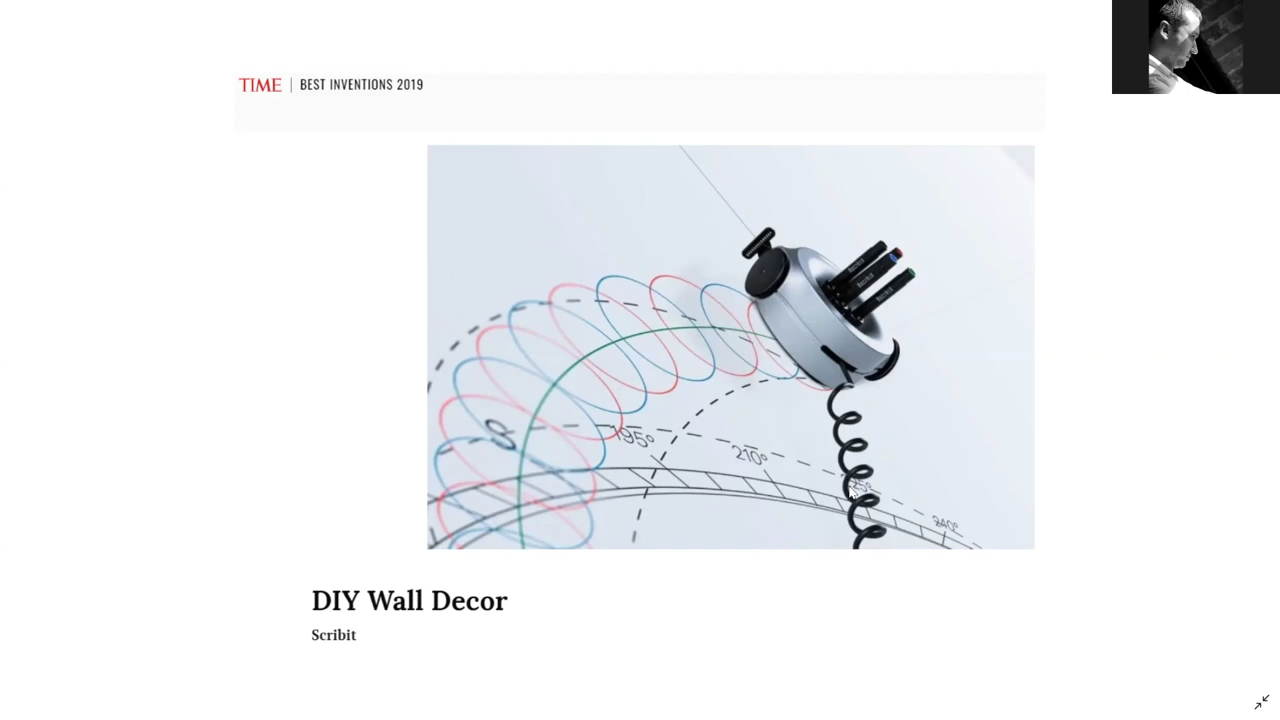 TIME | BEST INVENTIONS 2019
195°
210°
240°
DIY Wall Decor
Scribit